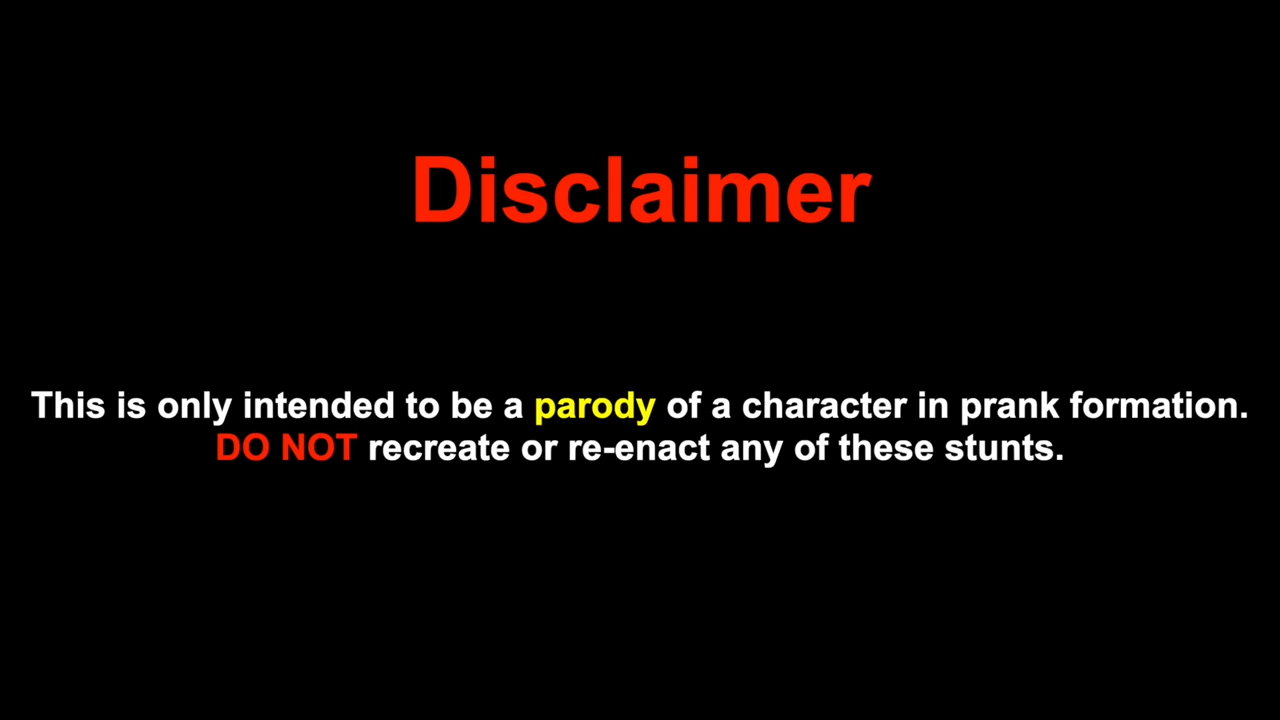 Disclaimer
This is only intended to be a parody of a character in prank formation.
DO NOT recreate or re-enact any of these stunts.